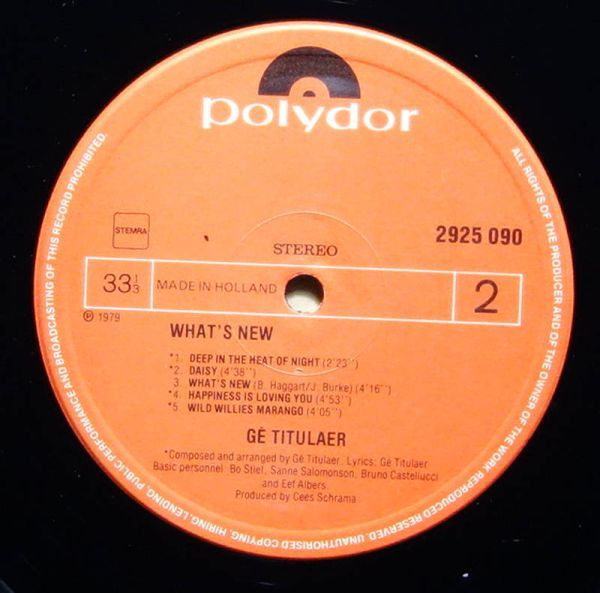 polydor
STEMRA
STEREO
2925 090
33 1/3
MADE IN HOLLAND
2
℗ 1979
WHAT'S NEW
*1. DEEP IN THE HEAT OF NIGHT (2'23'')
*2. DAISY (4'38'')
3. WHAT'S NEW (B. Haggart/J. Burke) (4'16'')
*4. HAPPINESS IS LOVING YOU (4'53'')
*5. WILD WILLIES MARANGO (4'05'')
GÉ TITULAER
*Composed and arranged by Gé Titulaer. Lyrics: Gé Titulaer
Basic personnel: Bo Stief, Sanne Salomonson, Bruno Castellucci
and Eef Albers
Produced by Cees Schrama
ALL RIGHTS OF THE PRODUCER AND OF THE OWNER OF THE WORK REPRODUCED RESERVED. UNAUTHORISED COPYING, HIRING, LENDING, PUBLIC PERFORMANCE AND BROADCASTING OF THIS RECORD PROHIBITED.